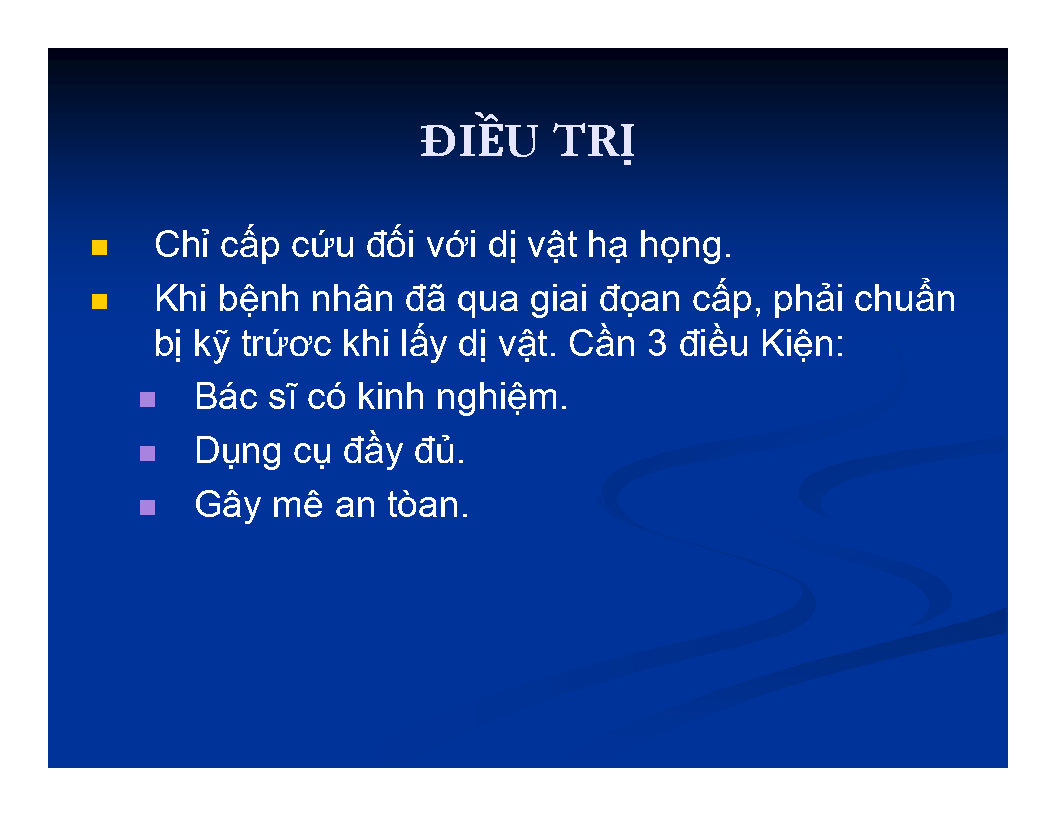 ĐIỀU TRỊ
Chỉ cấp cứu đối với dị vật hạ họng.
Khi bệnh nhân đã qua giai đọan cấp, phải chuẩn
bị kỹ trứơc khi lấy dị vật. Cần 3 điều Kiện:
Bác sĩ có kinh nghiệm.
Dụng cụ đầy đủ.
Gây mê an tòan.